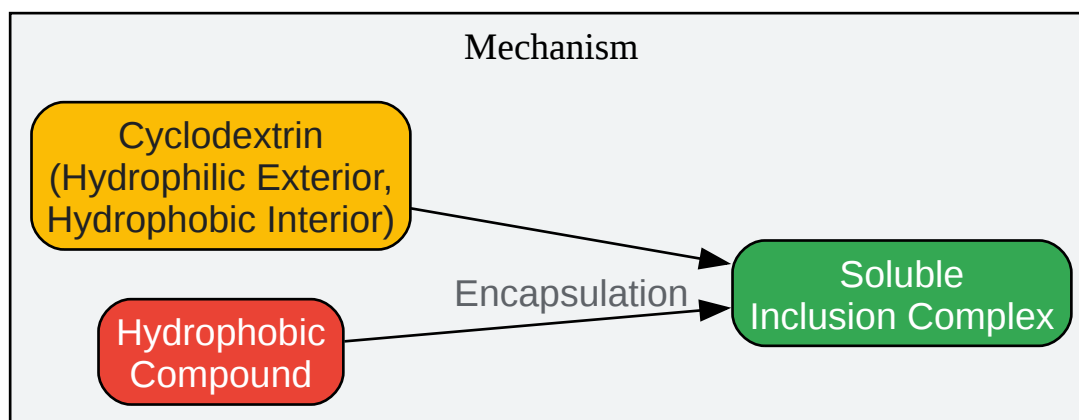 Mechanism
Cyclodextrin
(Hydrophilic Exterior,
Hydrophobic Interior)
Encapsulation
Soluble
Inclusion Complex
Hydrophobic
Compound